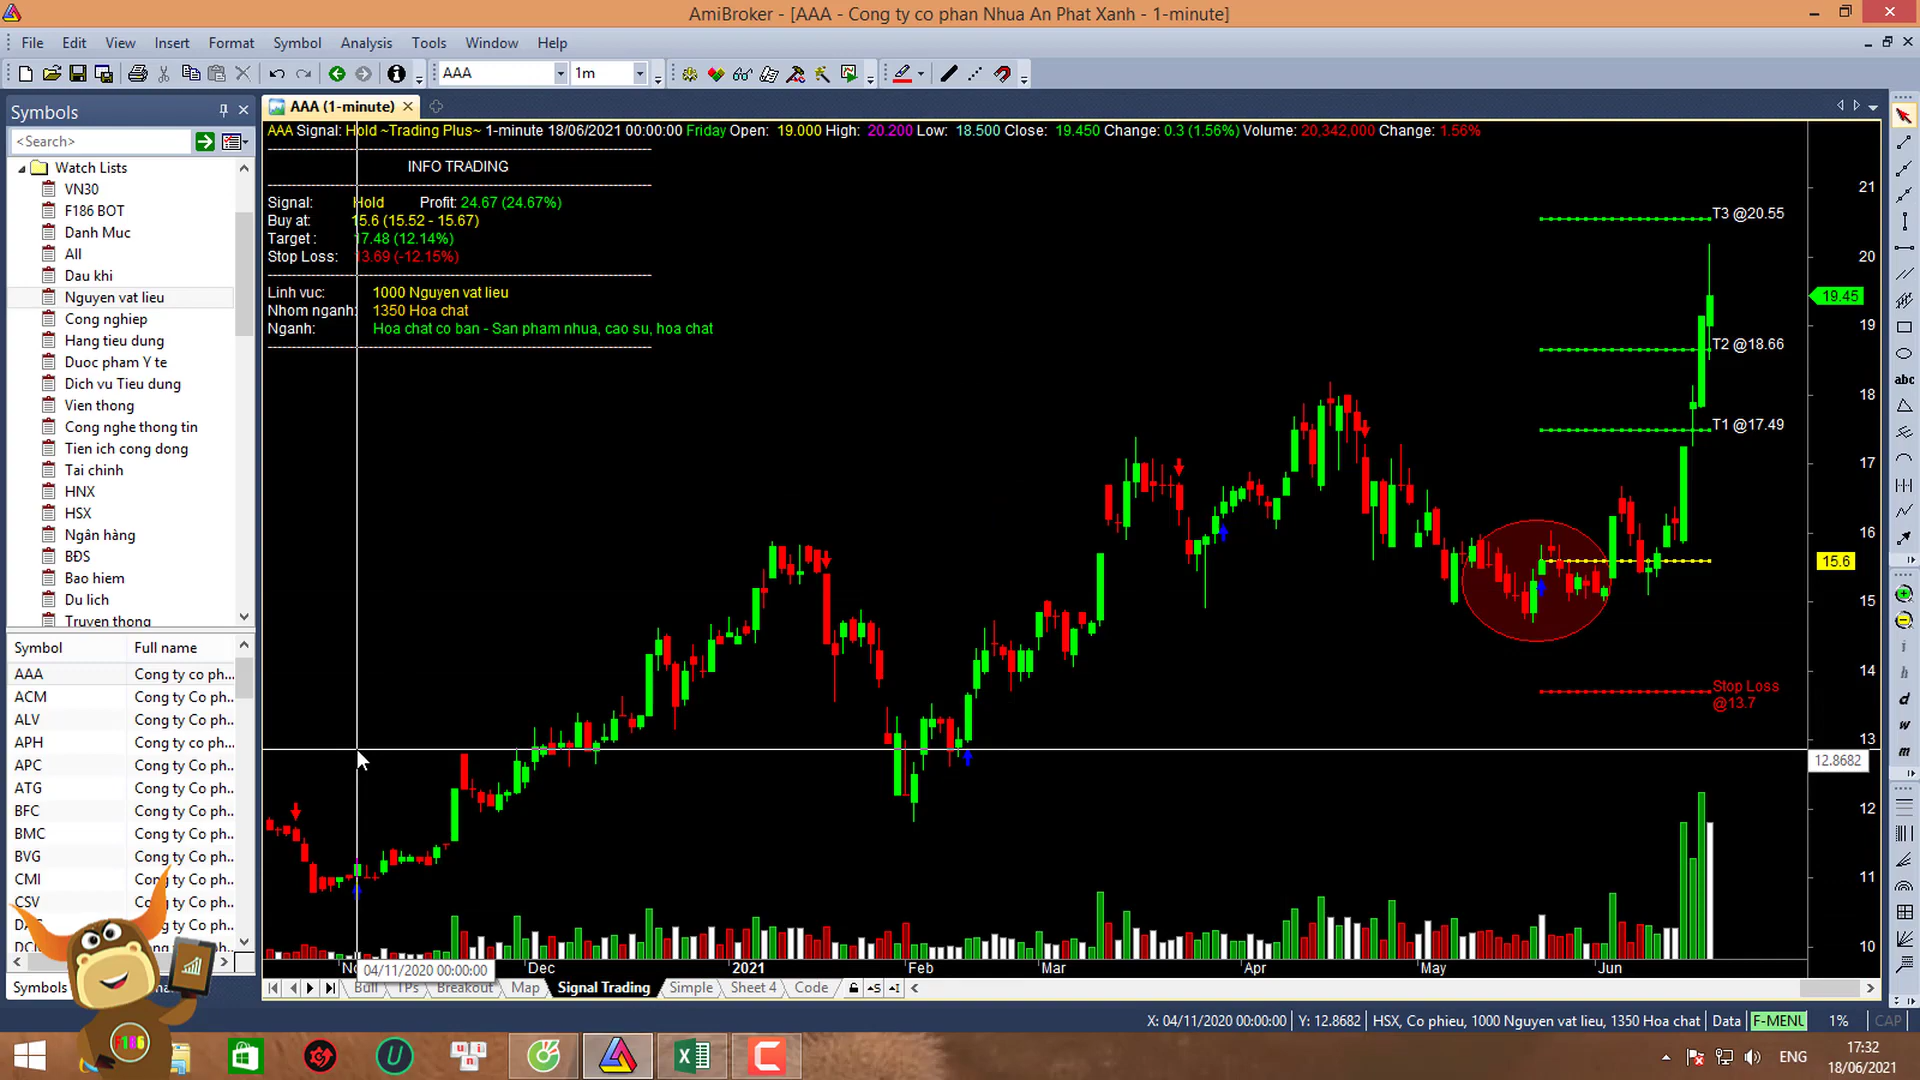 AmiBroker - [AAA - Cong ty co phan Nhua An Phat Xanh - 1-minute]
File Edit View Insert Format Symbol Analysis Tools Window Help
AAA 1m
Symbols
AAA (1-minute)
<Search>
AAA Signal: Hold ~Trading Plus~ 1-minute 18/06/2021 00:00:00 Friday Open: 19.000 High: 20.200 Low: 18.500 Close: 19.450 Change: 0.3 (1.56%) Volume: 20,342,000 Change: 1.56%
INFO TRADING
Signal: Hold Profit: 24.67 (24.67%)
Buy at: 15.6 (15.52 - 15.67)
Target : 17.48 (12.14%)
Stop Loss: 13.69 (-12.15%)
Linh vuc: 1000 Nguyen vat lieu
Nhom nganh: 1350 Hoa chat
Nganh: Hoa chat co ban - San pham nhua, cao su, hoa chat
Watch Lists
VN30
F186 BOT
Danh Muc
All
Dau khi
Nguyen vat lieu
Cong nghiep
Hang tieu dung
Duoc pham Y te
Dich vu Tieu dung
Vien thong
Cong nghe thong tin
Tien ich cong dong
Tai chinh
HNX
HSX
Ngân hàng
BĐS
Bao hiem
Du lich
Truyen thong
Symbol Full name
AAA Cong ty co ph...
ACM Cong ty Co ph..
ALV Cong ty Co ph..
APH Cong ty co ph..
APC Cong ty Co ph..
ATG Cong ty Co ph..
BFC Cong ty Co ph..
BMC Cong ty Co ph..
BVG Cong ty Co ph..
CMI Cong ty Co ph..
CSV Cong ty Co ph..
Co ph..
Symbols
T3 @20.55
T2 @18.66
T1 @17.49
Stop Loss
@13.7
21
20
19.45
19
18
17
16
15.6
15
14
13
12.8682
12
11
10
04/11/2020 00:00:00
Dec 2021 Feb Mar Apr May Jun
Bull TPs Breakout Map Signal Trading Simple Sheet 4 Code
abc
i
h
d
w
m
X: 04/11/2020 00:00:00 Y: 12.8682 HSX, Co phieu, 1000 Nguyen vat lieu, 1350 Hoa chat Data F-MENU 1% CAP
F186
ENG
17:32
18/06/2021